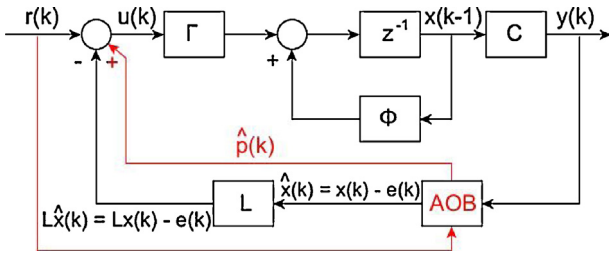 r(k)
u(k)
Γ
z⁻¹
x(k-1)
C
y(k)
-
+
+
Φ
p̂(k)
x̂(k) = x(k) - e(k)
L
AOB
Lx̂(k) = Lx(k) - e(k)